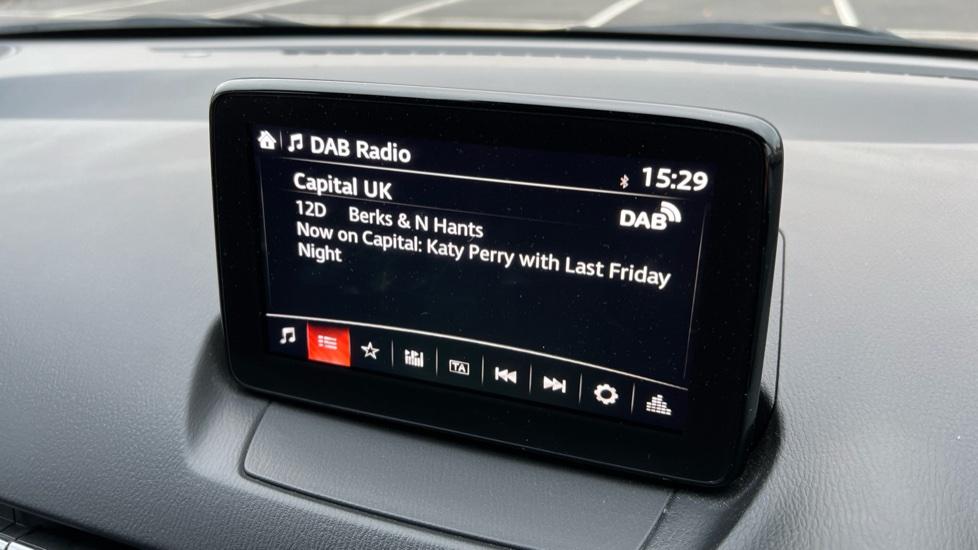 DAB Radio
15:29
Capital UK
DAB
12D Berks & N Hants
Now on Capital: Katy Perry with Last Friday
Night
TA